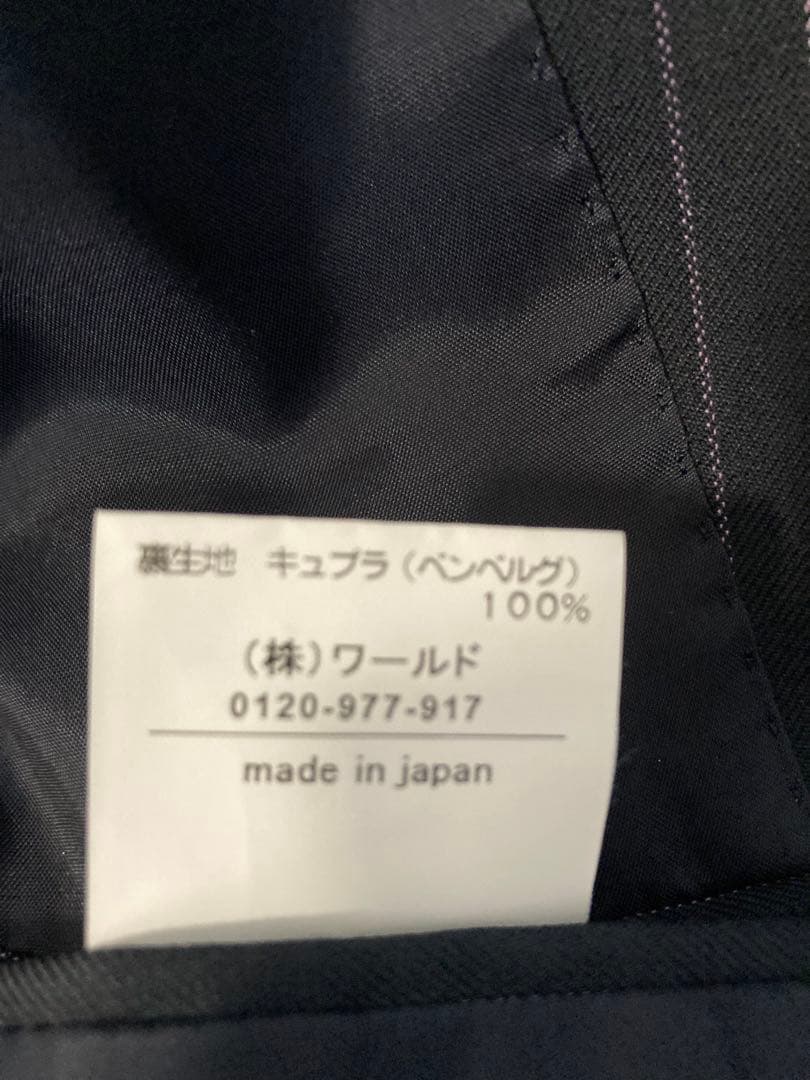 裏生地　キュプラ（ベンベルグ）
100%
（株）ワールド
0120-977-917
made in japan